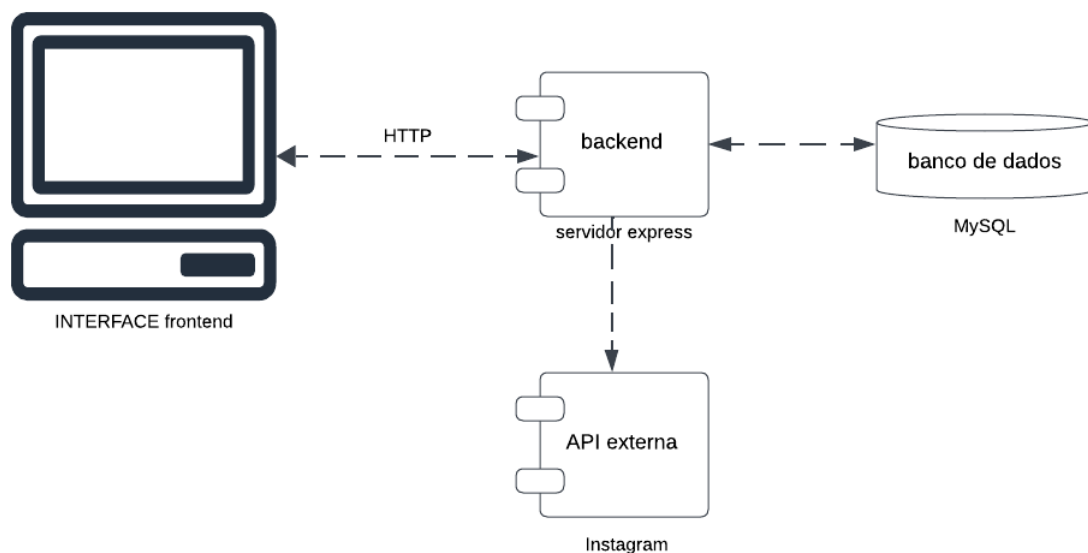 HTTP
backend
banco de dados
servidor express
MySQL
INTERFACE frontend
API externa
Instagram